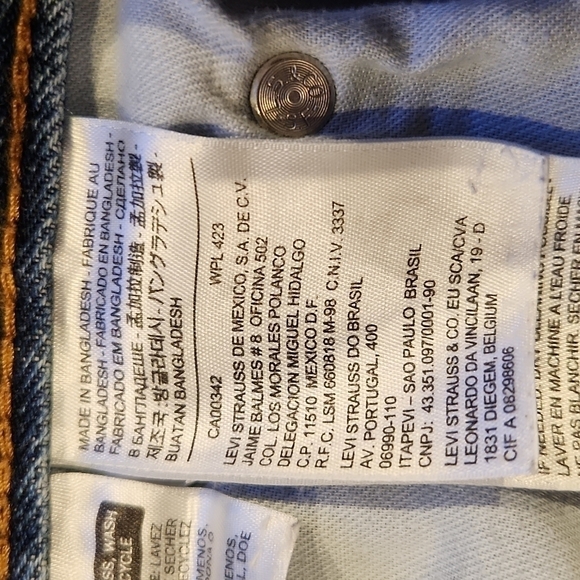 MADE IN BANGLADESH - FABRIQUE AU
BANGLADESH - FABRICADO EN BANGLADESH -
FABRICADO EM BANGLADESH - СДЕЛАНО
В БАНГЛАДЕШЕ - 孟加拉制造 - 孟加拉製 -
제조국 방글라데시 - バングラデシュ製 -
BUATAN BANGLADESH
CA00342 WPL 423
LEVI STRAUSS DE MEXICO, S.A. DE C.V.
JAIME BALMES # 8 OFICINA 502
COL. LOS MORALES POLANCO
DELEGACION MIGUEL HIDALGO
C.P. 11510 MEXICO D.F.
R.F.C. LSM 660818 M-98 C.N.I.V. 3337
LEVI STRAUSS DO BRASIL
AV. PORTUGAL, 400
06990-110
ITAPEVI – SAO PAULO BRASIL
CNPJ: 43.351.097/0001-90
LEVI STRAUSS & CO. EU SCA/CVA
LEONARDO DA VINCILAAN, 19 - D
1831 DIEGEM, BELGIUM
CIF A 08298606
LAVER EN MACHINE A L'EAU FROIDE
WASH
SECHER
MENOS,
DOE